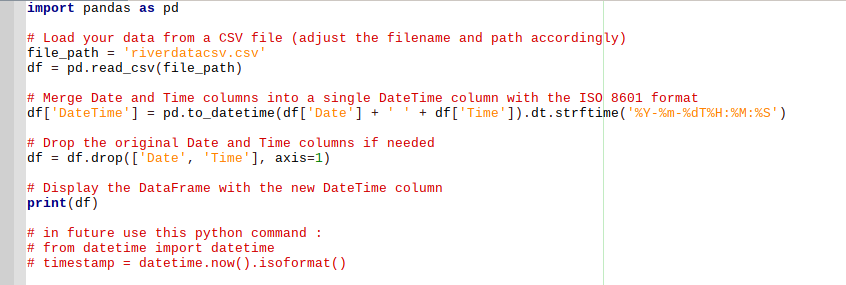 import pandas as pd
# Load your data from a CSV file (adjust the filename and path accordingly)
file_path = 'riverdatacsv.csv'
df = pd.read_csv(file_path)
# Merge Date and Time columns into a single DateTime column with the ISO 8601 format
df['DateTime'] = pd.to_datetime(df['Date'] + ' ' + df['Time']).dt.strftime('%Y-%m-%dT%H:%M:%S')
# Drop the original Date and Time columns if needed
df = df.drop(['Date', 'Time'], axis=1)
# Display the DataFrame with the new DateTime column
print(df)
# in future use this python command :
# from datetime import datetime
# timestamp = datetime.now().isoformat()